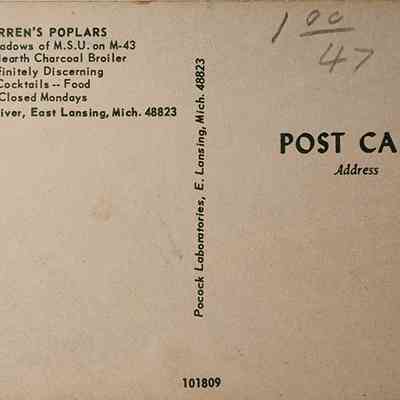 RREN'S POPLARS
adows of M.S.U. on M-43
earth Charcoal Broiler
finitely Discerning
Cocktails -- Food
Closed Mondays
iver, East Lansing, Mich. 48823
Pocock Laboratories, E. Lansing, Mich. 48823
1 00
47
POST CA
Address
101809